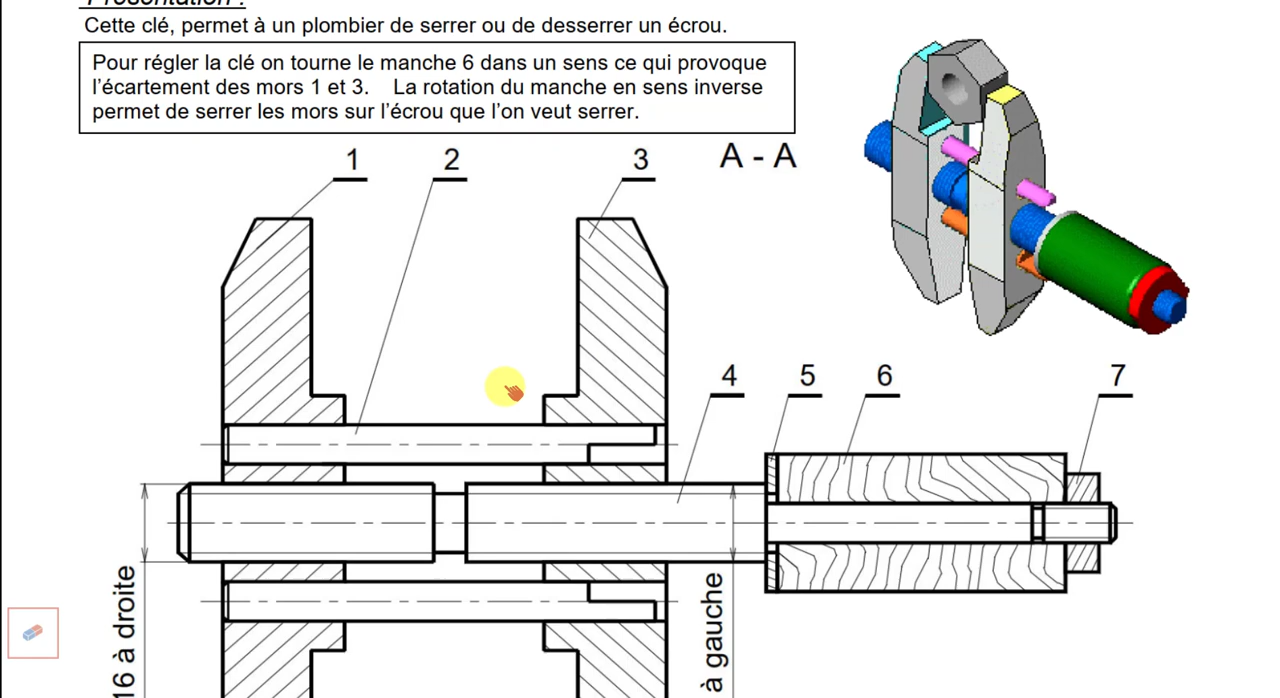 Présentation :
Cette clé, permet à un plombier de serrer ou de desserrer un écrou.
Pour régler la clé on tourne le manche 6 dans un sens ce qui provoque
l'écartement des mors 1 et 3. La rotation du manche en sens inverse
permet de serrer les mors sur l'écrou que l'on veut serrer.
1
2
3
A - A
4
5
6
7
16 à droite
à gauche